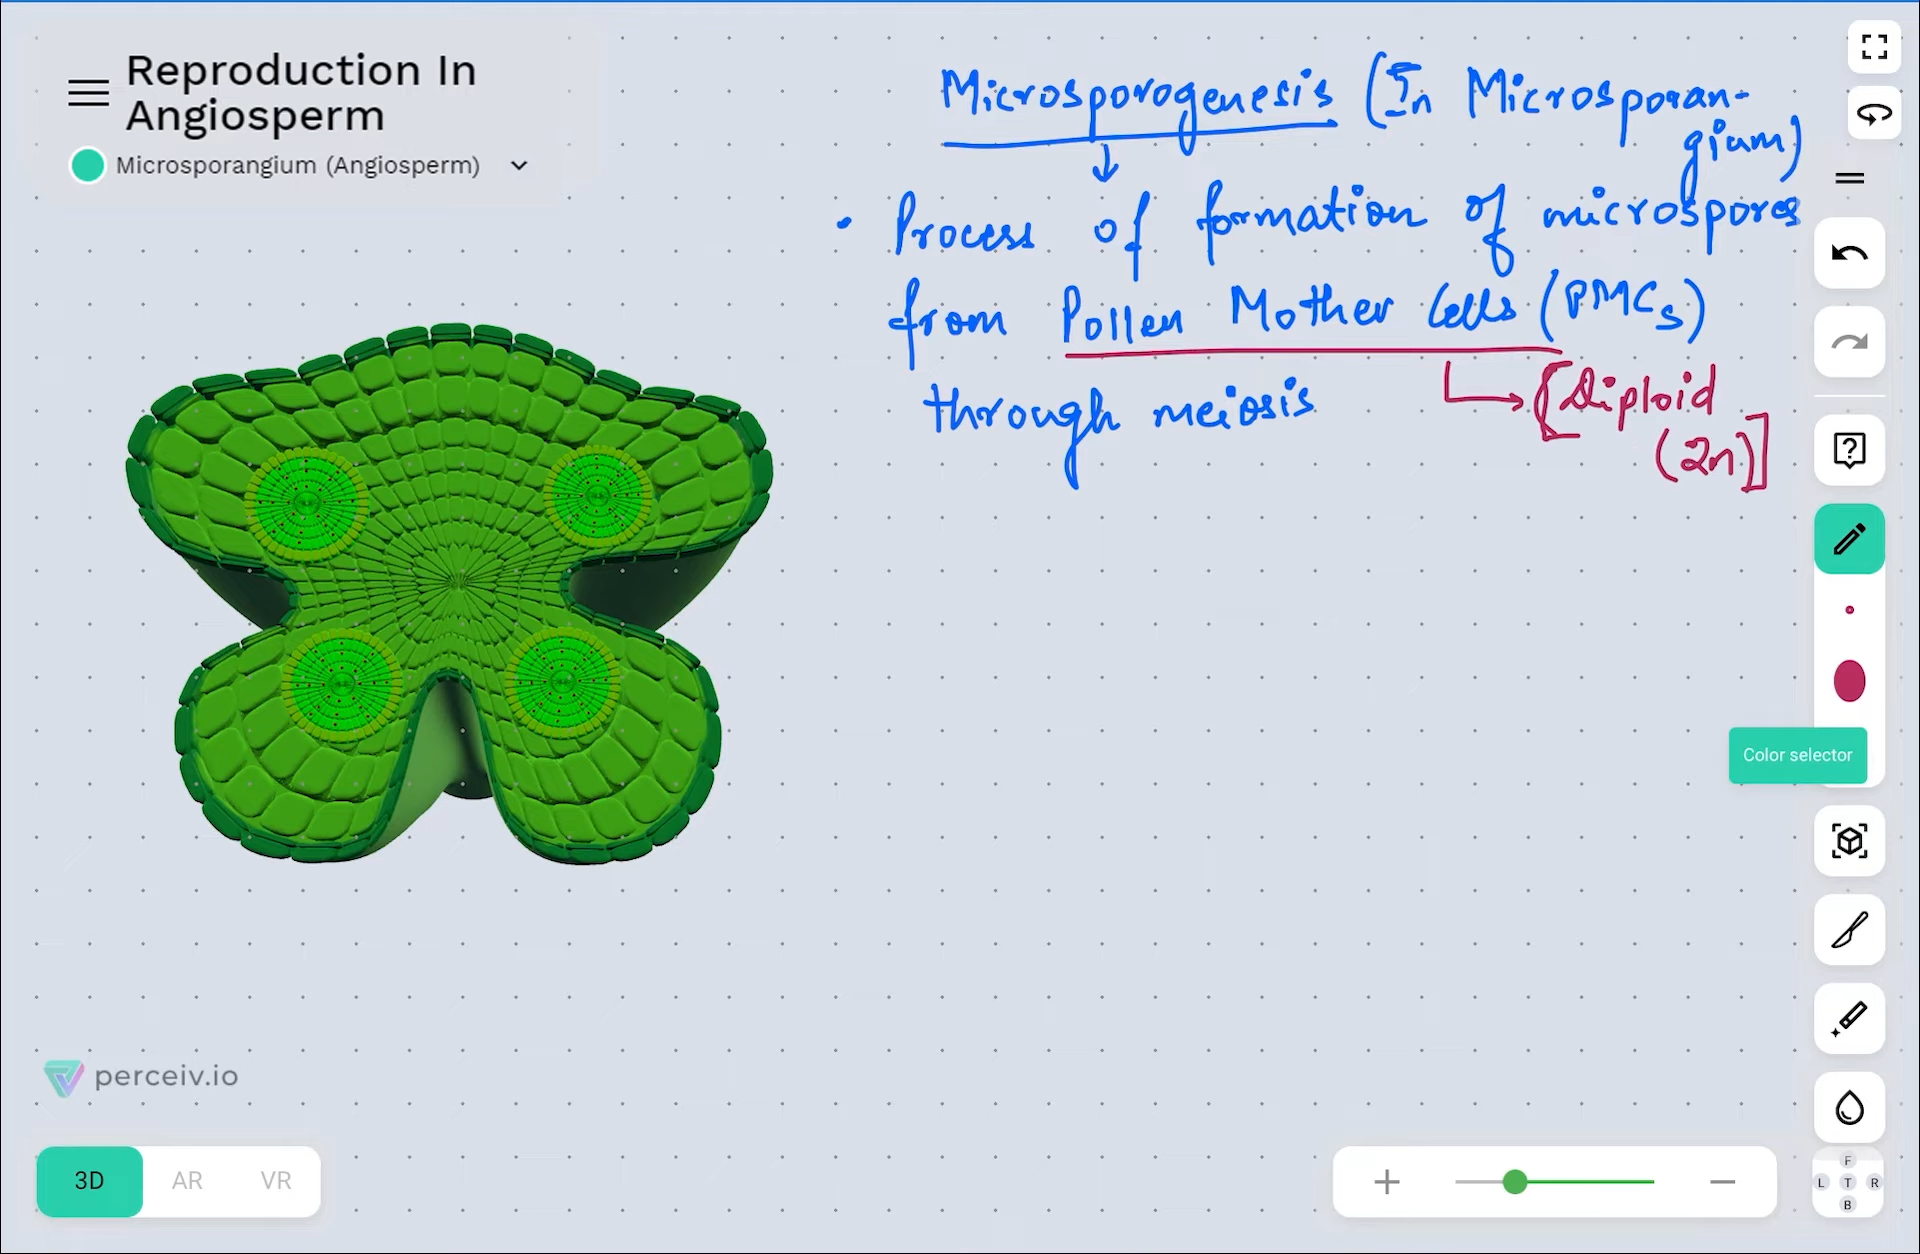 Reproduction In
Angiosperm
Microsporangium (Angiosperm)
Microsporogenesis (In Microsporan-
gium)
• Process of formation of microspores
from Pollen Mother Cells (PMCs)
through meiosis
[Diploid
(2n)]
Color selector
perceiv.io
3D AR VR
F
L T R
B